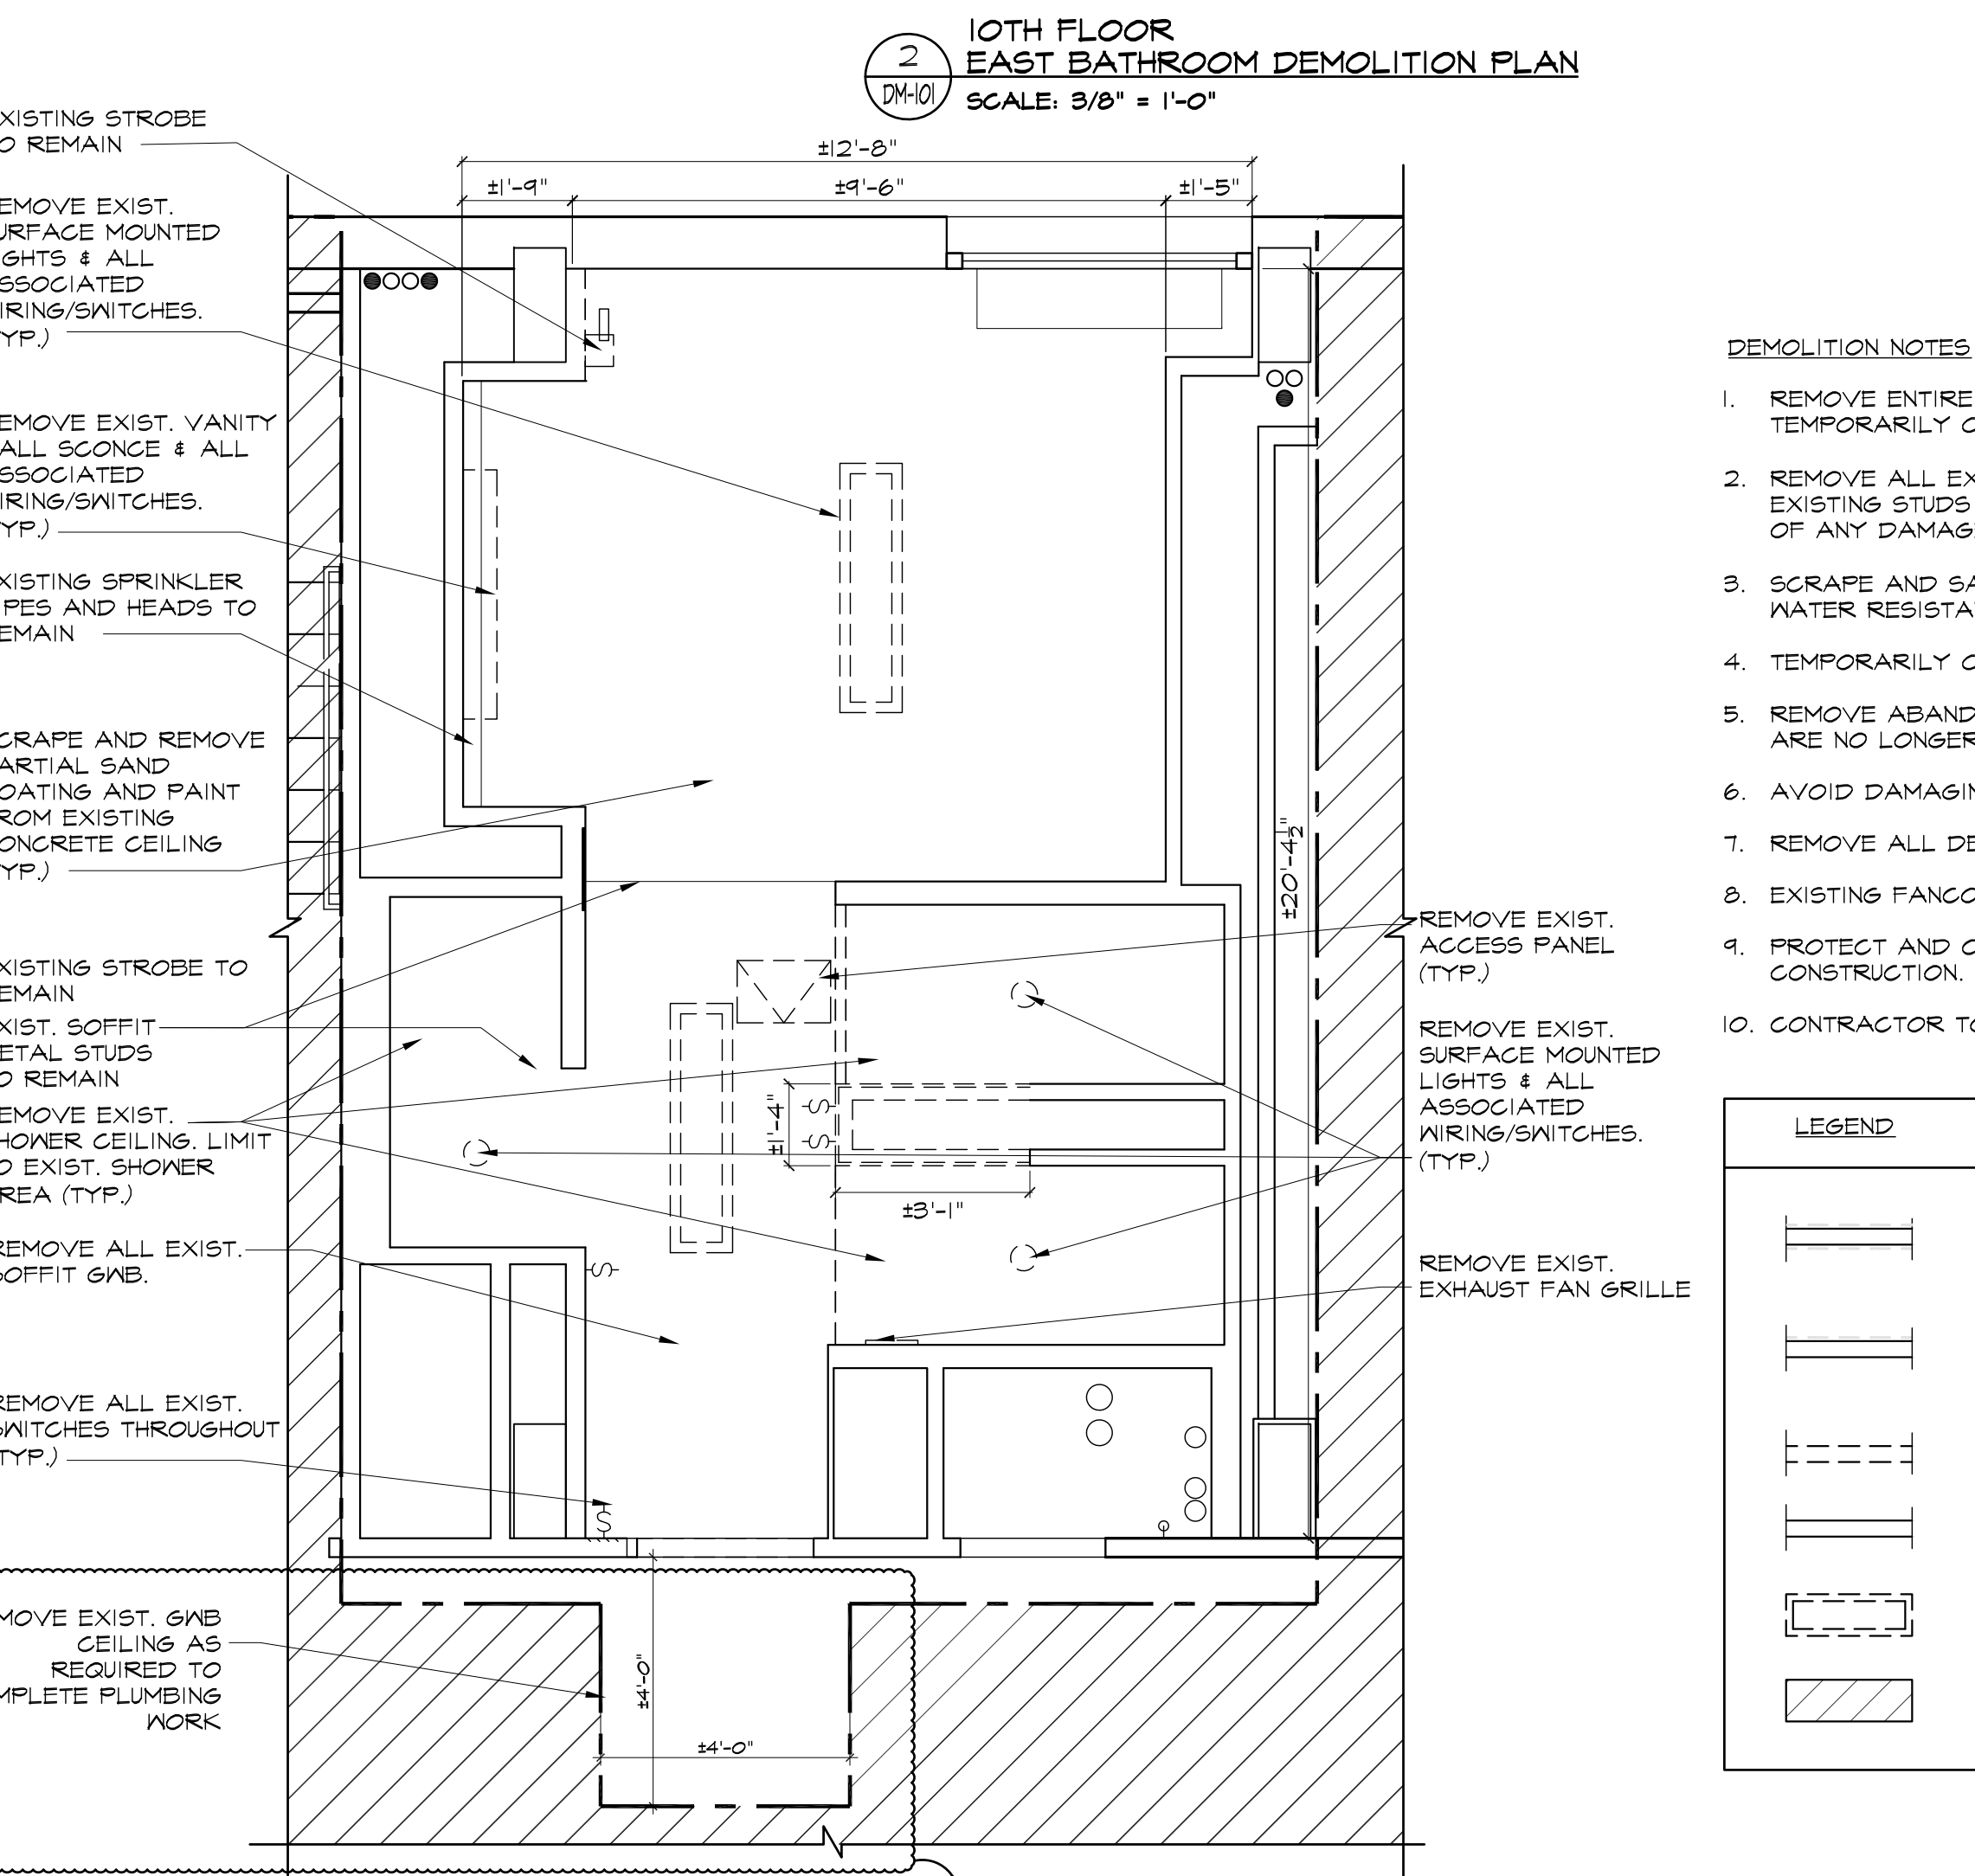 2
DM-101
10TH FLOOR
EAST BATHROOM DEMOLITION PLAN
SCALE: 3/8" = 1'-0"
XISTING STROBE
O REMAIN
EMOVE EXIST.
URFACE MOUNTED
GHTS & ALL
SSOCIATED
IRING/SWITCHES.
YP.)
EMOVE EXIST. VANITY
ALL SCONCE & ALL
SSOCIATED
IRING/SWITCHES.
YP.)
XISTING SPRINKLER
IPES AND HEADS TO
EMAIN
CRAPE AND REMOVE
ARTIAL SAND
OATING AND PAINT
ROM EXISTING
ONCRETE CEILING
YP.)
XISTING STROBE TO
EMAIN
XIST. SOFFIT
ETAL STUDS
O REMAIN
EMOVE EXIST.
HOWER CEILING. LIMIT
O EXIST. SHOWER
REA (TYP.)
REMOVE ALL EXIST.
SOFFIT GWB.
REMOVE ALL EXIST.
SWITCHES THROUGHOUT
TYP.)
MOVE EXIST. GWB
CEILING AS
REQUIRED TO
MPLETE PLUMBING
WORK
±12'-8"
±1'-9"
±9'-6"
±1'-5"
±20'-4½"
±1'-4"
±3'-1"
S
S
S
S
±4'-0"
±4'-0"
REMOVE EXIST.
ACCESS PANEL
(TYP.)
REMOVE EXIST.
SURFACE MOUNTED
LIGHTS & ALL
ASSOCIATED
WIRING/SWITCHES.
(TYP.)
REMOVE EXIST.
EXHAUST FAN GRILLE
DEMOLITION NOTES
1. REMOVE ENTIRE
TEMPORARILY
2. REMOVE ALL EX
EXISTING STUDS
OF ANY DAMAG
3. SCRAPE AND SA
WATER RESISTA
4. TEMPORARILY
5. REMOVE ABAND
ARE NO LONGER
6. AVOID DAMAGIN
7. REMOVE ALL DE
8. EXISTING FANCO
9. PROTECT AND
CONSTRUCTION.
10. CONTRACTOR TO
LEGEND